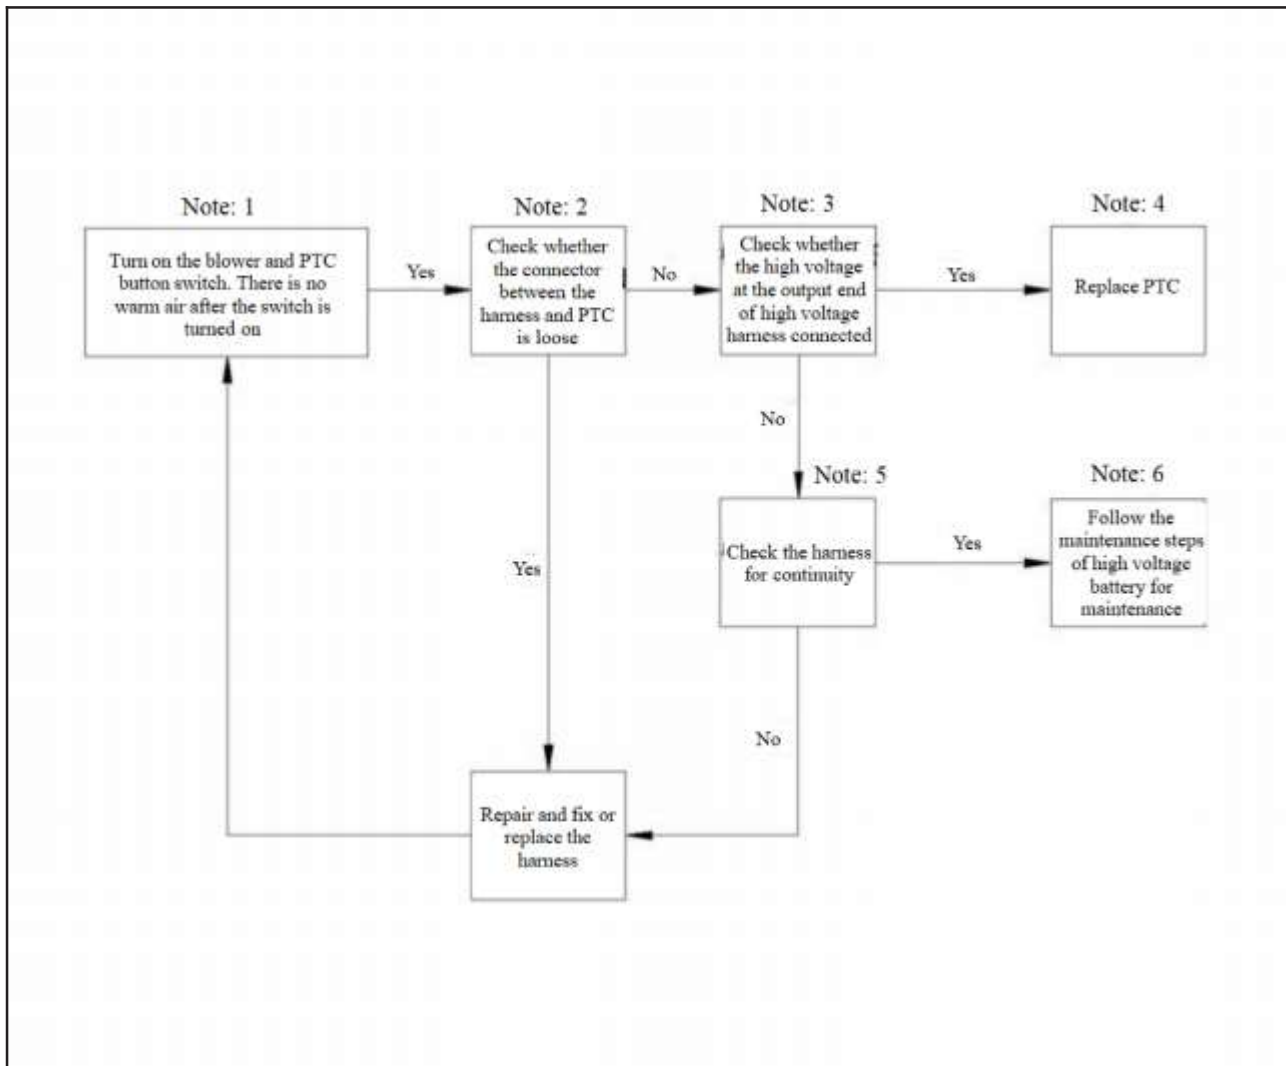 Note: 1
Turn on the blower and PTC
button switch. There is no
warm air after the switch is
turned on
Yes
Note: 2
Check whether
the connector
between the
harness and PTC
is loose
No
Note: 3
Check whether
the high voltage
at the output end
of high voltage
harness connected
Yes
Note: 4
Replace PTC
No
Note: 5
Check the harness
for continuity
Yes
Note: 6
Follow the
maintenance steps
of high voltage
battery for
maintenance
Yes
No
Repair and fix or
replace the
harness